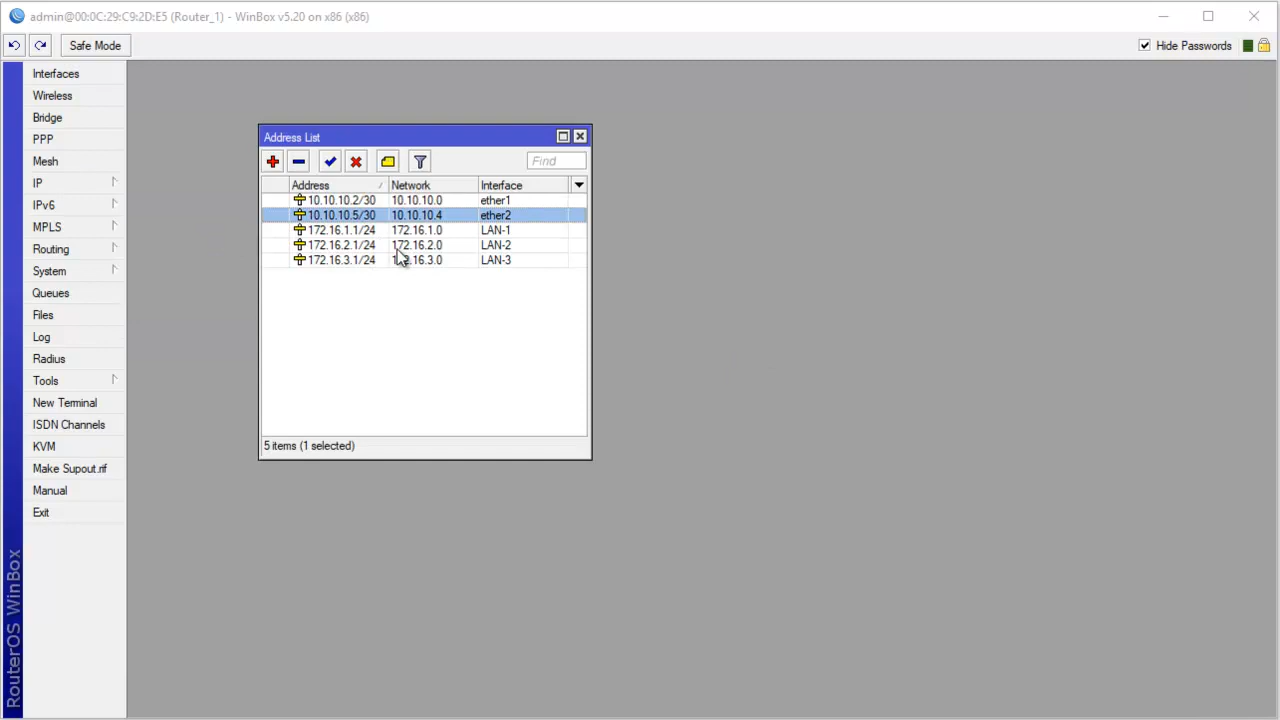 admin@00:0C:29:C9:2D:E5 (Router_1) - WinBox v5.20 on x86 (x86)
Safe Mode
Hide Passwords
Interfaces
Wireless
Bridge
PPP
Mesh
IP
IPv6
MPLS
Routing
System
Queues
Files
Log
Radius
Tools
New Terminal
ISDN Channels
KVM
Make Supout.rif
Manual
Exit
RouterOS WinBox
Address List
Find
Address Network Interface
10.10.10.2/30 10.10.10.0 ether1
10.10.10.5/30 10.10.10.4 ether2
172.16.1.1/24 172.16.1.0 LAN-1
172.16.2.1/24 172.16.2.0 LAN-2
172.16.3.1/24 172.16.3.0 LAN-3
5 items (1 selected)